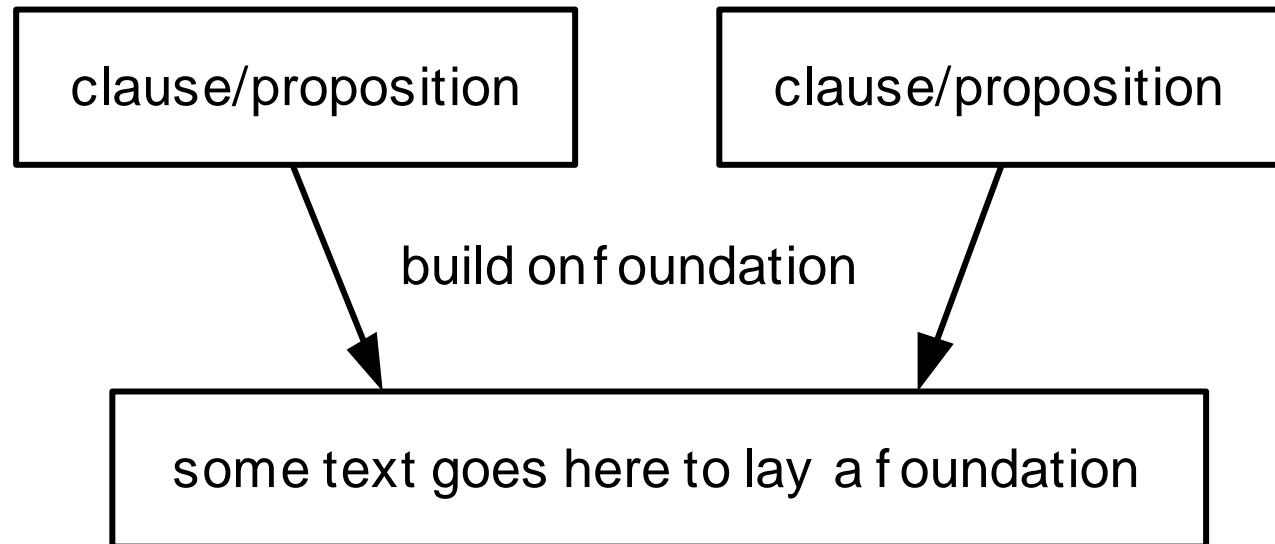 clause/proposition
clause/proposition
build on foundation
some text goes here to lay a foundation